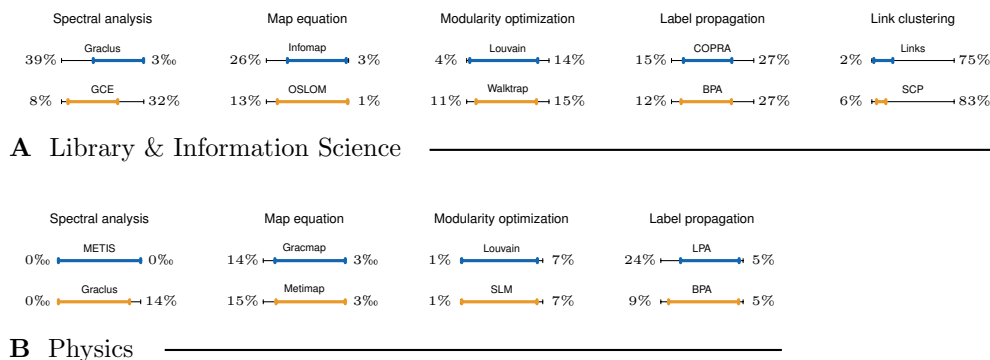 Spectral analysis Map equation Modularity optimization Label propagation Link clustering
Graclus Infomap Louvain COPRA Links
39% 3‰ 26% 3% 4% 14% 15% 27% 2% 75%
GCE OSLOM Walktrap BPA SCP
8% 32% 13% 1% 11% 15% 12% 27% 6% 83%
A Library & Information Science
Spectral analysis Map equation Modularity optimization Label propagation
METIS Gracmap Louvain LPA
0‰ 0‰ 14% 3‰ 1% 7% 24% 5%
Graclus Metimap SLM BPA
0‰ 14% 15% 3‰ 1% 7% 9% 5%
B Physics